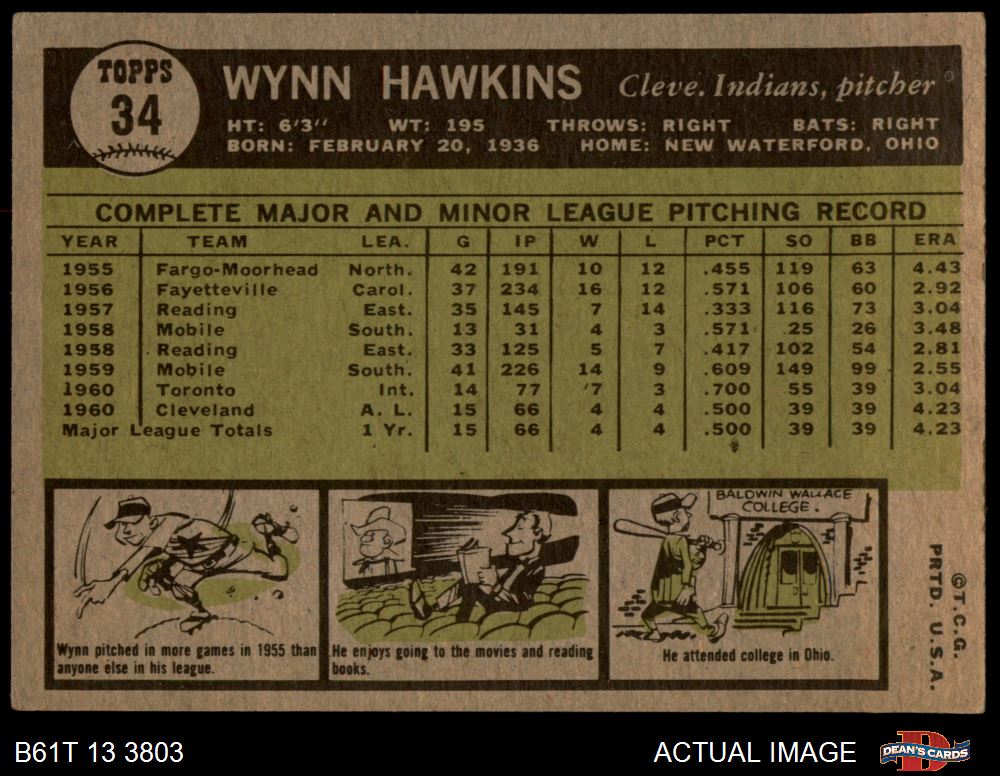 TOPPS
34
WYNN HAWKINS Cleve. Indians, pitcher
HT: 6'3" WT: 195 THROWS: RIGHT BATS: RIGHT
BORN: FEBRUARY 20, 1936 HOME: NEW WATERFORD, OHIO
COMPLETE MAJOR AND MINOR LEAGUE PITCHING RECORD
YEAR TEAM LEA. G IP W L PCT SO BB ERA
1955 Fargo-Moorhead North. 42 191 10 12 .455 119 63 4.43
1956 Fayetteville Carol. 37 234 16 12 .571 106 60 2.92
1957 Reading East. 35 145 7 14 .333 116 73 3.04
1958 Mobile South. 13 31 4 3 .571 25 26 3.48
1958 Reading East. 33 125 5 7 .417 102 54 2.81
1959 Mobile South. 41 226 14 9 .609 149 99 2.55
1960 Toronto Int. 14 77 7 3 .700 55 39 3.04
1960 Cleveland A. L. 15 66 4 4 .500 39 39 4.23
Major League Totals 1 Yr. 15 66 4 4 .500 39 39 4.23
Wynn pitched in more games in 1955 than
anyone else in his league.
He enjoys going to the movies and reading
books.
BALDWIN WALLACE
COLLEGE.
He attended college in Ohio.
©T.C.G.
PRTD. U.S.A.
B61T 13 3803
ACTUAL IMAGE
DEAN'S CARDS